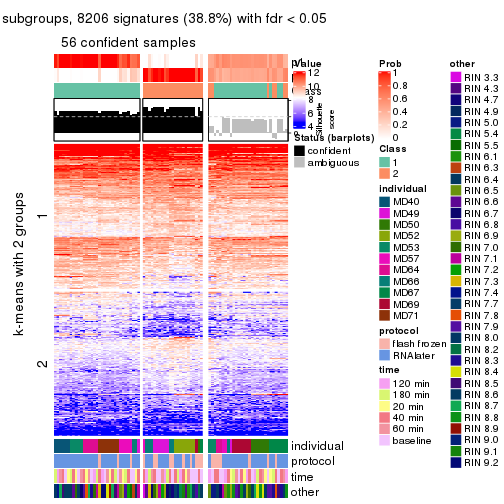 subgroups, 8206 signatures (38.8%) with fdr < 0.05
56 confident samples
k-means with 2 groups
1
2
individual
protocol
time
other
Value
12
10
8
6
4
Silhouette
score
Status (barplots)
confident
ambiguous
Prob
1
0.8
0.6
0.4
0.2
0
Class
1
2
individual
MD40
MD49
MD50
MD52
MD53
MD57
MD64
MD66
MD67
MD69
MD71
protocol
flash frozen
RNAlater
time
120 min
180 min
20 min
40 min
60 min
baseline
other
RIN 3.3
RIN 4.3
RIN 4.7
RIN 4.9
RIN 5.0
RIN 5.4
RIN 5.5
RIN 6.1
RIN 6.3
RIN 6.4
RIN 6.5
RIN 6.6
RIN 6.7
RIN 6.8
RIN 6.9
RIN 7.0
RIN 7.1
RIN 7.2
RIN 7.3
RIN 7.4
RIN 7.7
RIN 7.8
RIN 7.9
RIN 8.0
RIN 8.2
RIN 8.3
RIN 8.4
RIN 8.5
RIN 8.6
RIN 8.7
RIN 8.8
RIN 8.9
RIN 9.0
RIN 9.1
RIN 9.2